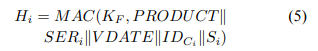 H_i = MAC(K_F, PRODUCT‖ (5)
SER_i‖VDATE‖ID_{C_i}‖S_i)